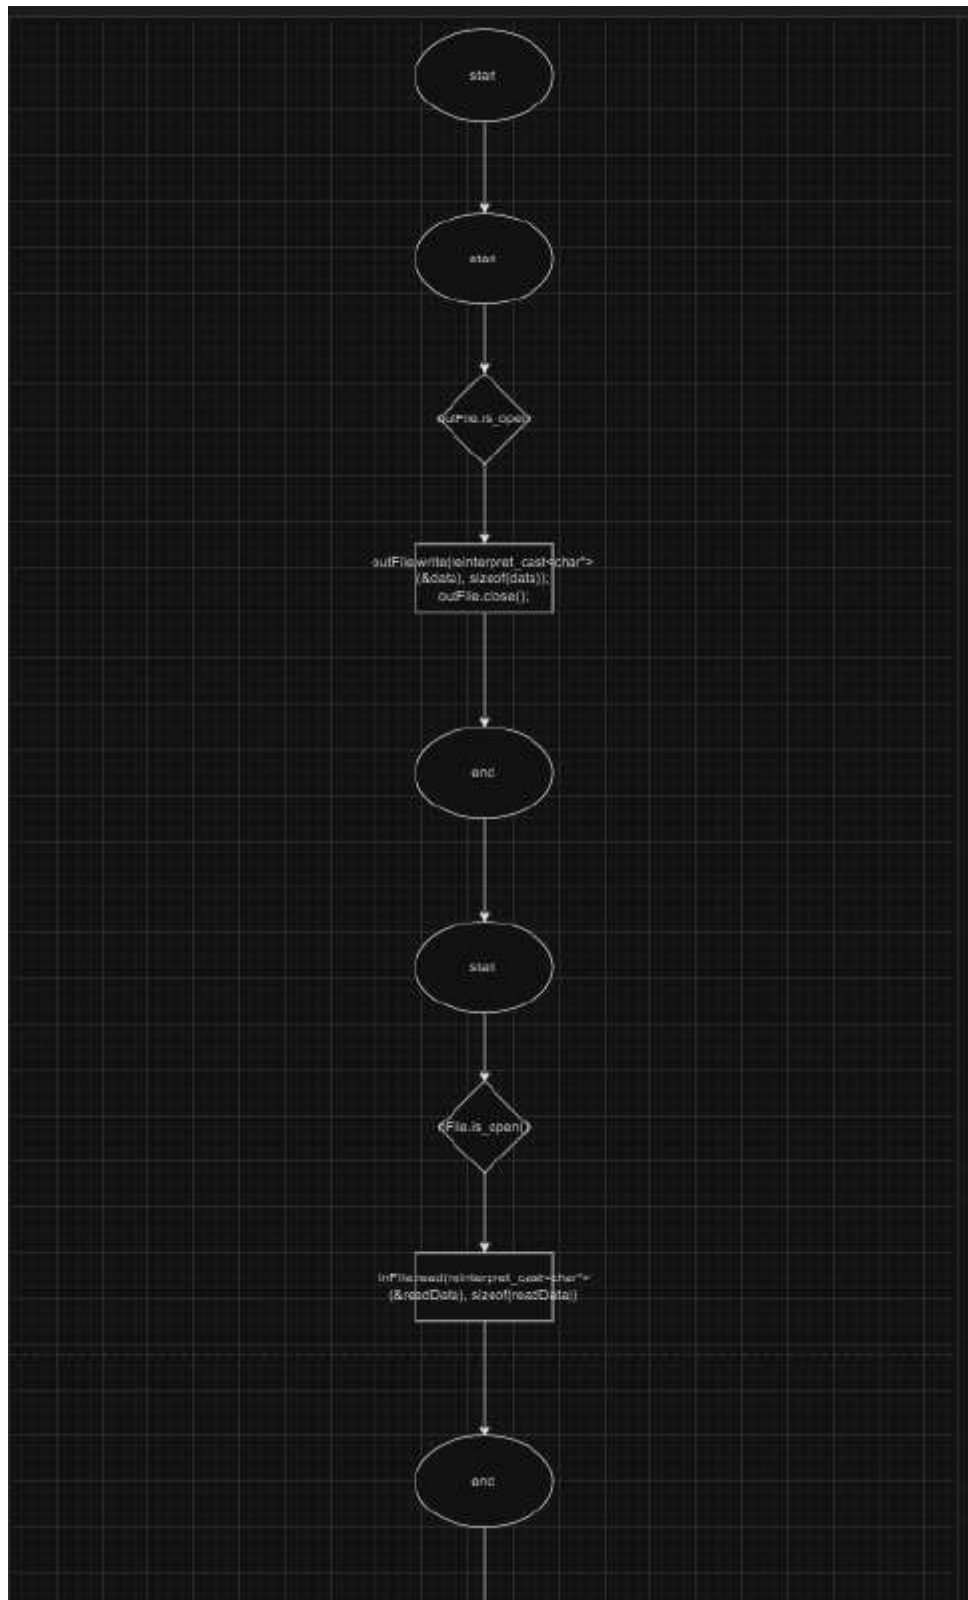 start
start
outFile.is_open
outFile.write(reinterpret_cast<char*>
(&data), sizeof(data));
outFile.close();
end
start
File.is_open()
inFile.read(reinterpret_cast<char*>
(&readData), sizeof(readData))
end